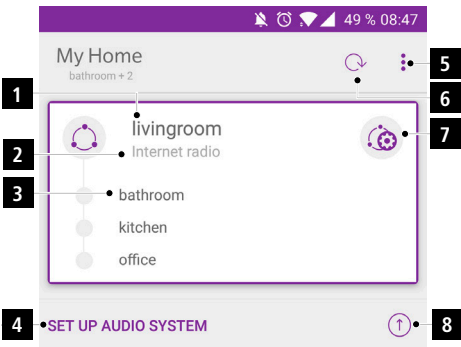 49 % 08:47
My Home
bathroom + 2
5
6
1
livingroom
7
2
Internet radio
3
bathroom
kitchen
office
4
SET UP AUDIO SYSTEM
8